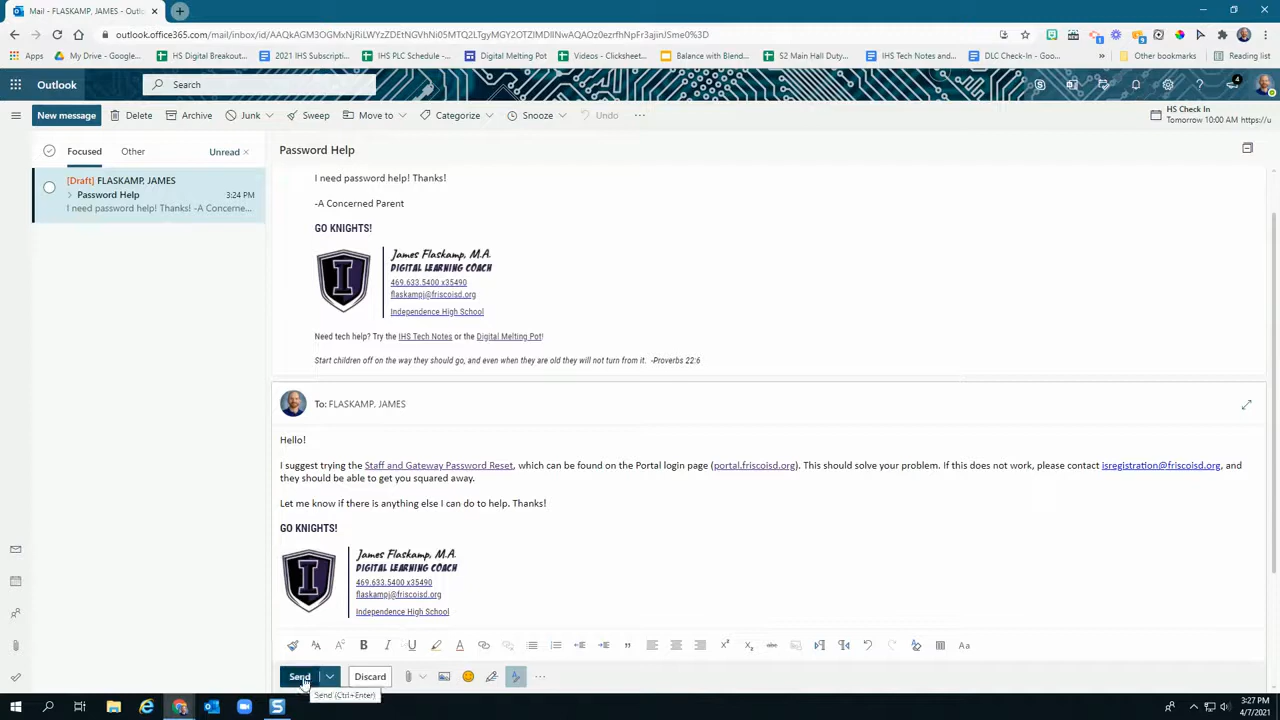 Mail - FLASKAMP, JAMES - Outlo
outlook.office365.com/mail/inbox/id/
Apps
My Drive - Google...
HS Digital Breakout...
2021 IHS Subscripti...
IHS PLC Schedule -...
Digital Melting Pot
Videos - Clicksheet...
Balance with Blend...
S2 Main Hall Duty...
IHS Tech Notes and...
DLC Check-In - Goo...
»
Other bookmarks
Reading list
Outlook
Search
4
New message
Delete
Archive
Junk
Sweep
Move to
Categorize
Snooze
Undo
HS Check In
Tomorrow 10:00 AM https://u
Focused
Other
Unread
[Draft] FLASKAMP, JAMES
Password Help
3:24 PM
I need password help! Thanks! -A Concerne...
Password Help
I need password help! Thanks!
-A Concerned Parent
GO KNIGHTS!
I
James Flaskamp, M.A.
DIGITAL LEARNING COACH
469.633.5400 x35490
flaskampj@friscoisd.org
Independence High School
Need tech help? Try the IHS Tech Notes or the Digital Melting Pot!
Start children off on the way they should go, and even when they are old they will not turn from it. -Proverbs 22:6
To: FLASKAMP, JAMES
Hello!
I suggest trying the Staff and Gateway Password Reset, which can be found on the Portal login page (portal.friscoisd.org). This should solve your problem. If this does not work, please contact isregistration@friscoisd.org, and
they should be able to get you squared away.
Let me know if there is anything else I can do to help. Thanks!
GO KNIGHTS!
I
James Flaskamp, M.A.
DIGITAL LEARNING COACH
469.633.5400 x35490
flaskampj@friscoisd.org
Independence High School
Send
Discard
Send (Ctrl+Enter)
3:27 PM
4/7/2021